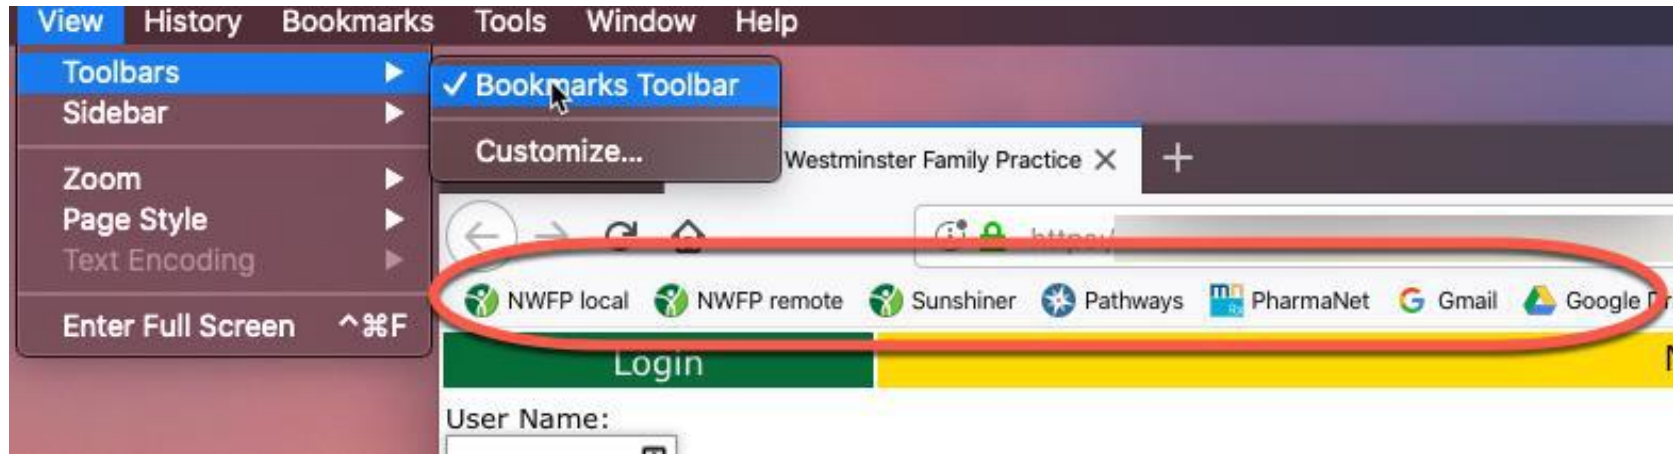 View History Bookmarks Tools Window Help
Toolbars
Bookmarks Toolbar
Sidebar
Customize...
Westminster Family Practice
Zoom
Page Style
Text Encoding
NWFP local NWFP remote Sunshiner Pathways PharmaNet Gmail Google
Enter Full Screen ^⌘F
Login
User Name: